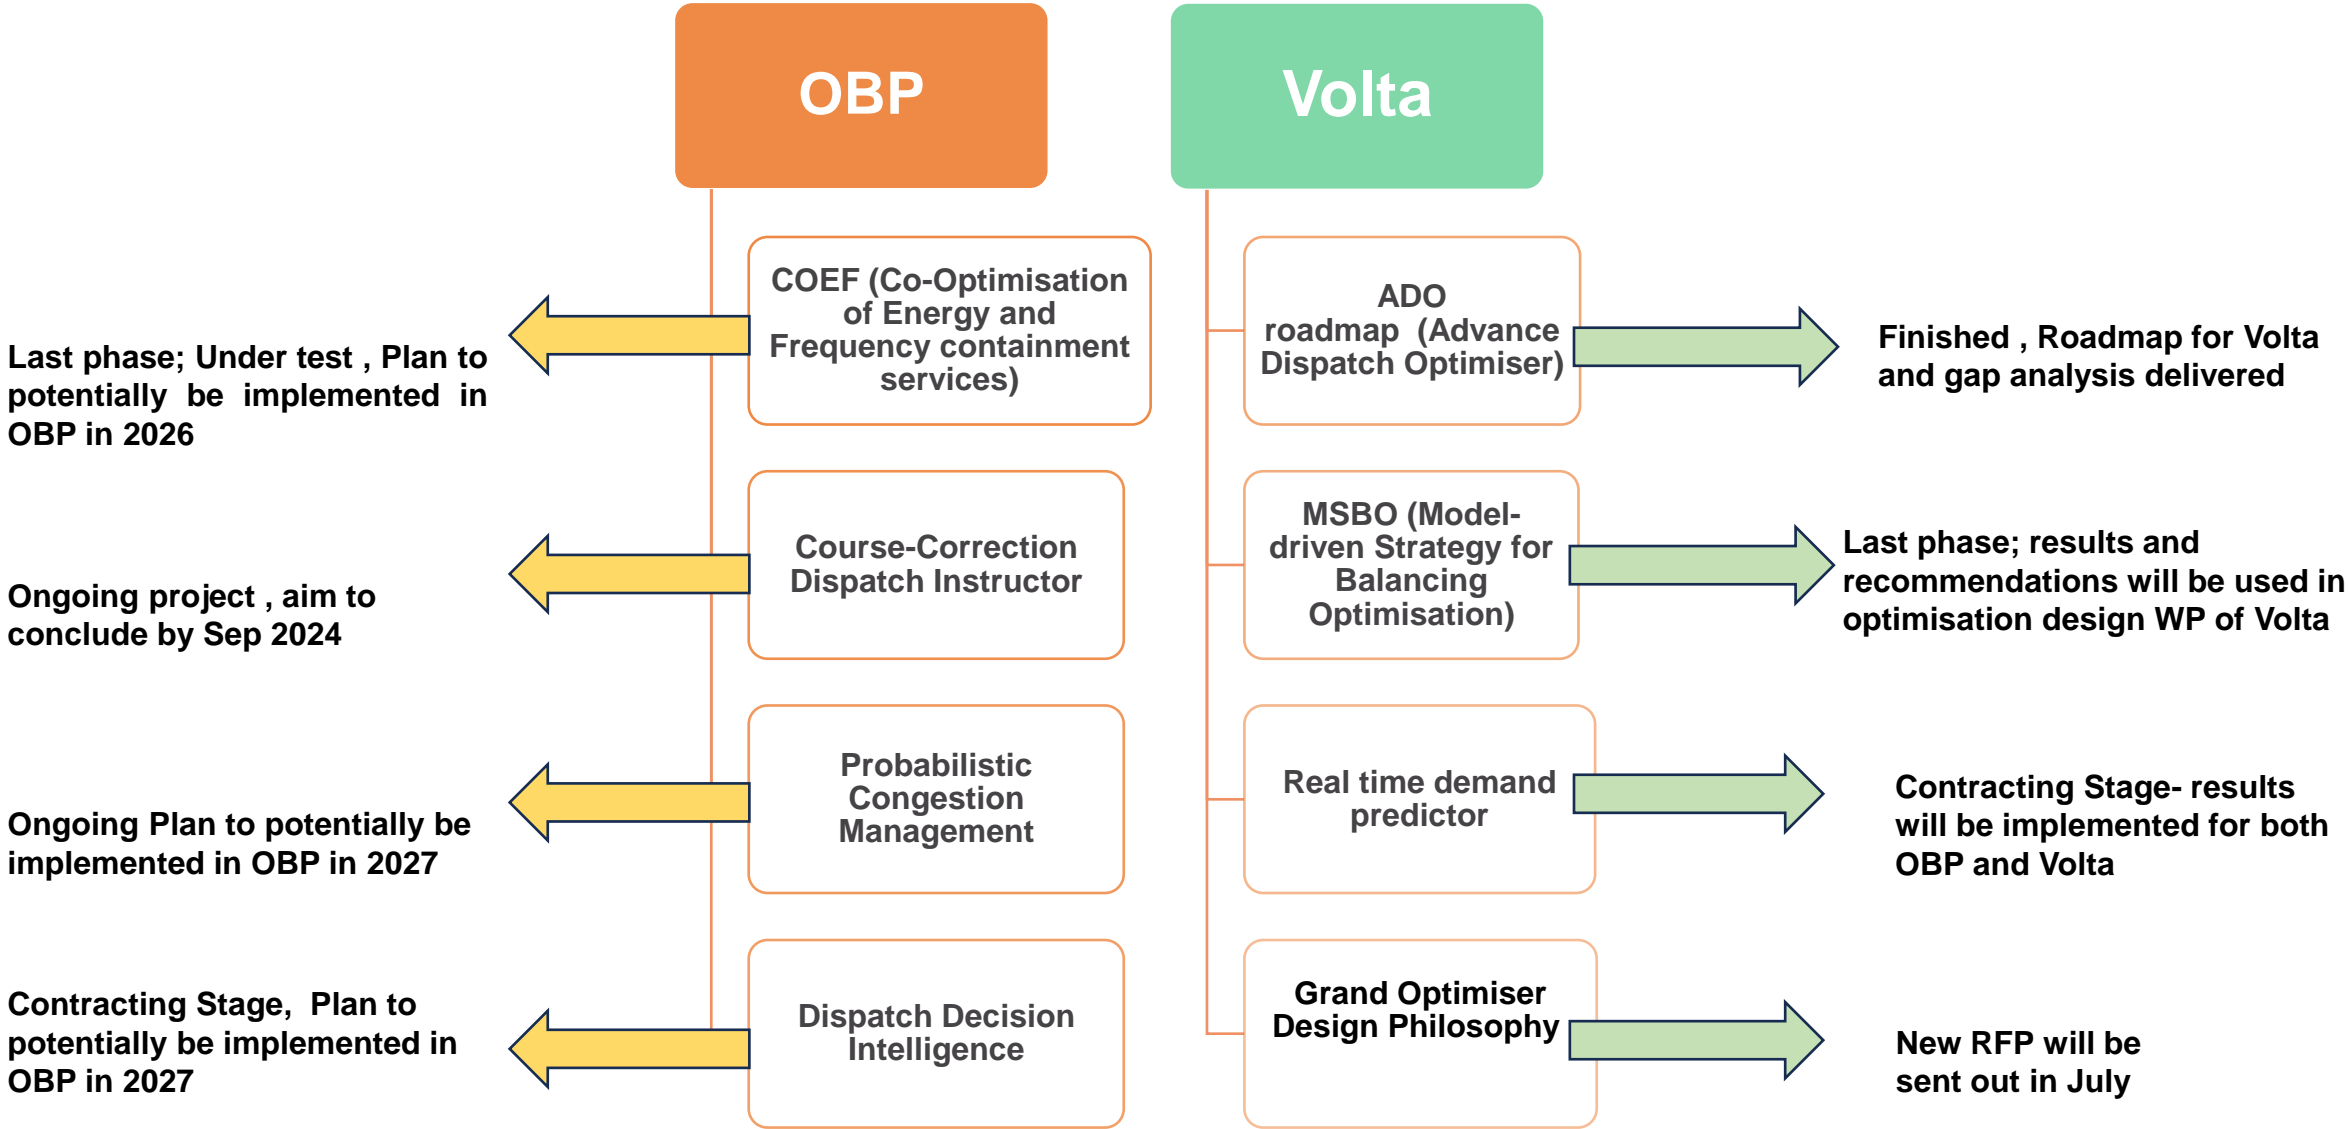 OBP
Volta
COEF (Co-Optimisation
of Energy and
Frequency containment
services)
Last phase; Under test , Plan to
potentially be implemented in
OBP in 2026
Course-Correction
Dispatch Instructor
Ongoing project , aim to
conclude by Sep 2024
Probabilistic
Congestion
Management
Ongoing Plan to potentially be
implemented in OBP in 2027
Dispatch Decision
Intelligence
Contracting Stage, Plan to
potentially be implemented in
OBP in 2027
ADO
roadmap (Advance
Dispatch Optimiser)
Finished , Roadmap for Volta
and gap analysis delivered
MSBO (Model-
driven Strategy for
Balancing
Optimisation)
Last phase; results and
recommendations will be used in
optimisation design WP of Volta
Real time demand
predictor
Contracting Stage- results
will be implemented for both
OBP and Volta
Grand Optimiser
Design Philosophy
New RFP will be
sent out in July